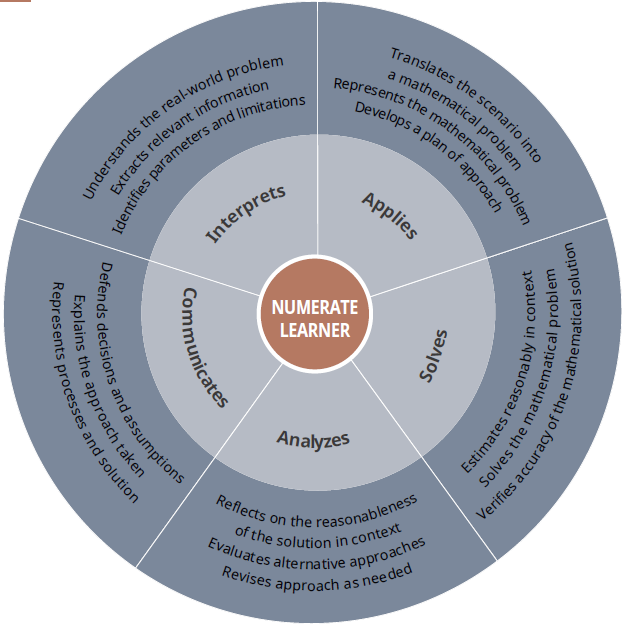 NUMERATE
LEARNER
Interprets
Understands the real-world problem
Extracts relevant information
Identifies parameters and limitations
Applies
Translates the scenario into
a mathematical problem
Represents the mathematical problem
Develops a plan of approach
Solves
Estimates reasonably in context
Solves the mathematical problem
Verifies accuracy of the mathematical solution
Analyzes
Reflects on the reasonableness
of the solution in context
Evaluates alternative approaches
Revises approach as needed
Communicates
Defends decisions and assumptions
Explains the approach taken
Represents processes and solution